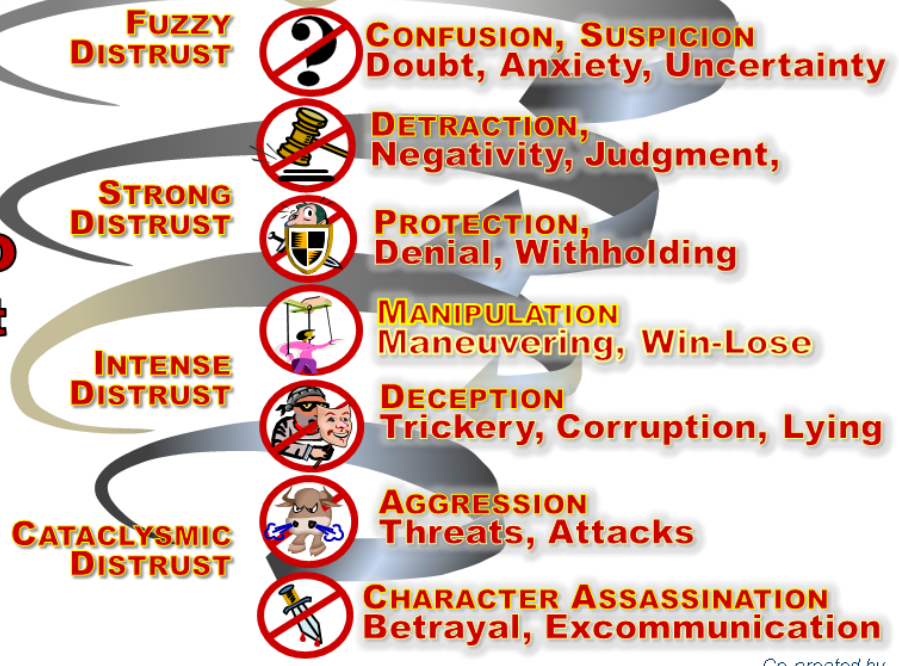 FUZZY
DISTRUST
CONFUSION, SUSPICION
Doubt, Anxiety, Uncertainty
DETRACTION,
Negativity, Judgment,
STRONG
DISTRUST
PROTECTION,
Denial, Withholding
MANIPULATION
Maneuvering, Win-Lose
INTENSE
DISTRUST
DECEPTION
Trickery, Corruption, Lying
AGGRESSION
Threats, Attacks
CATACLYSMIC
DISTRUST
CHARACTER ASSASSINATION
Betrayal, Excommunication